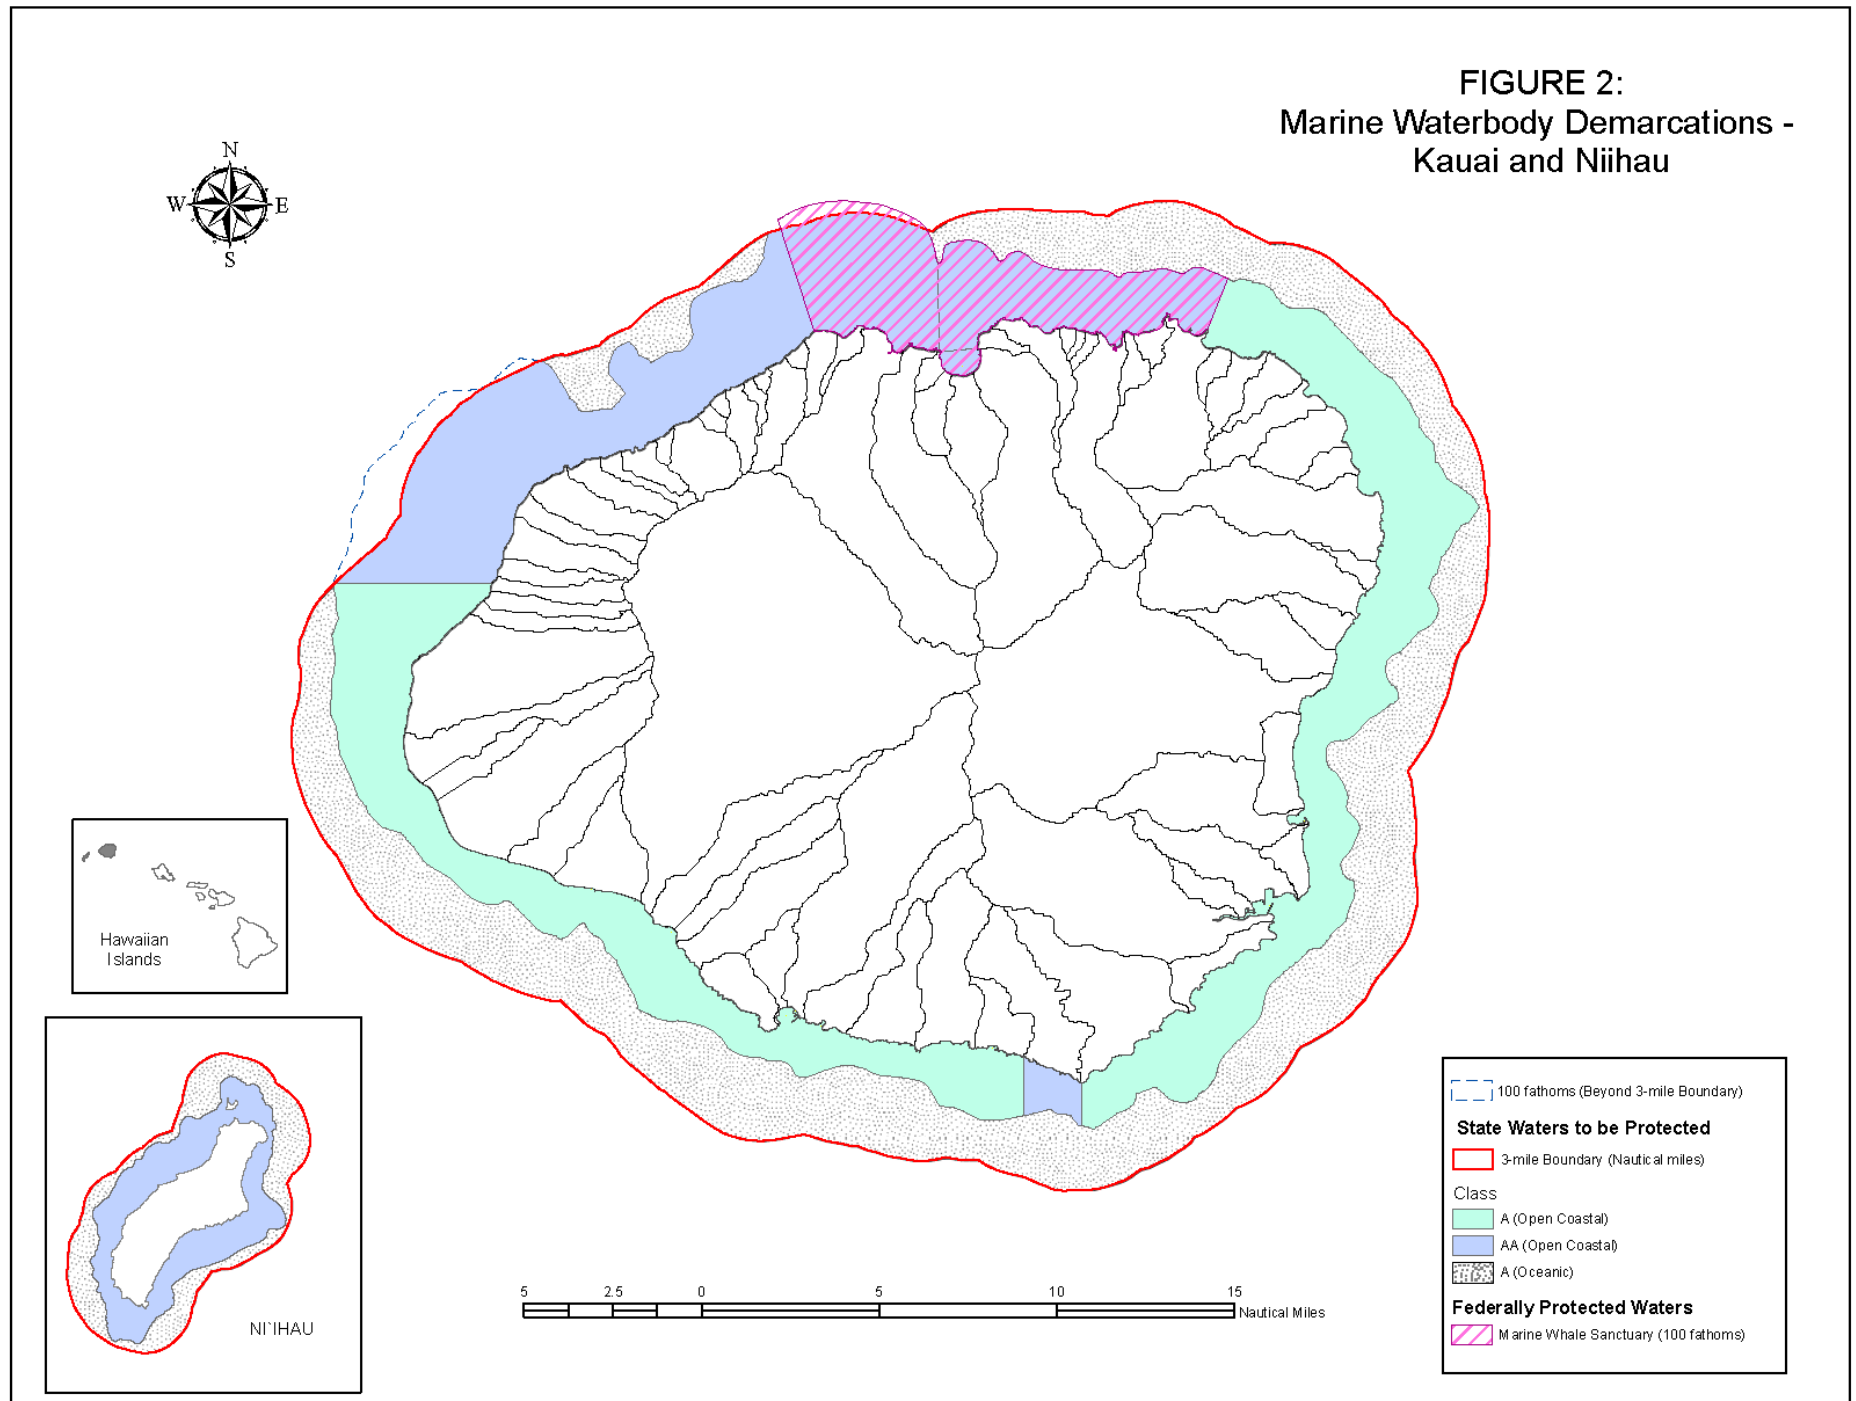 FIGURE 2:
Marine Waterbody Demarcations -
Kauai and Niihau
N
W
E
S
Hawaiian
Islands
NI`IHAU
5
2.5
0
5
10
15
Nautical Miles
100 fathoms (Beyond 3-mile Boundary)
State Waters to be Protected
3-mile Boundary (Nautical miles)
Class
A (Open Coastal)
AA (Open Coastal)
A (Oceanic)
Federally Protected Waters
Marine Whale Sanctuary (100 fathoms)